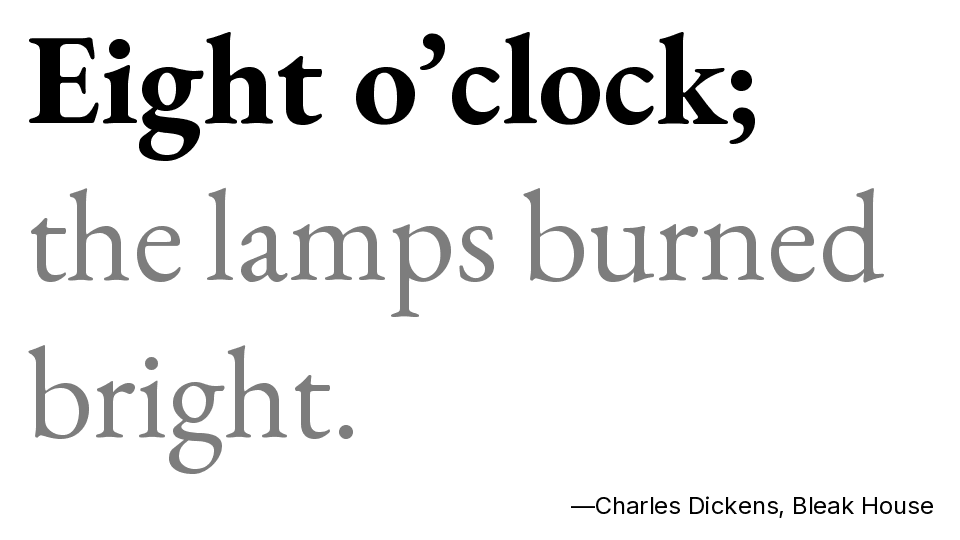 Eight o’clock;
the lamps burned
bright.
—Charles Dickens, Bleak House